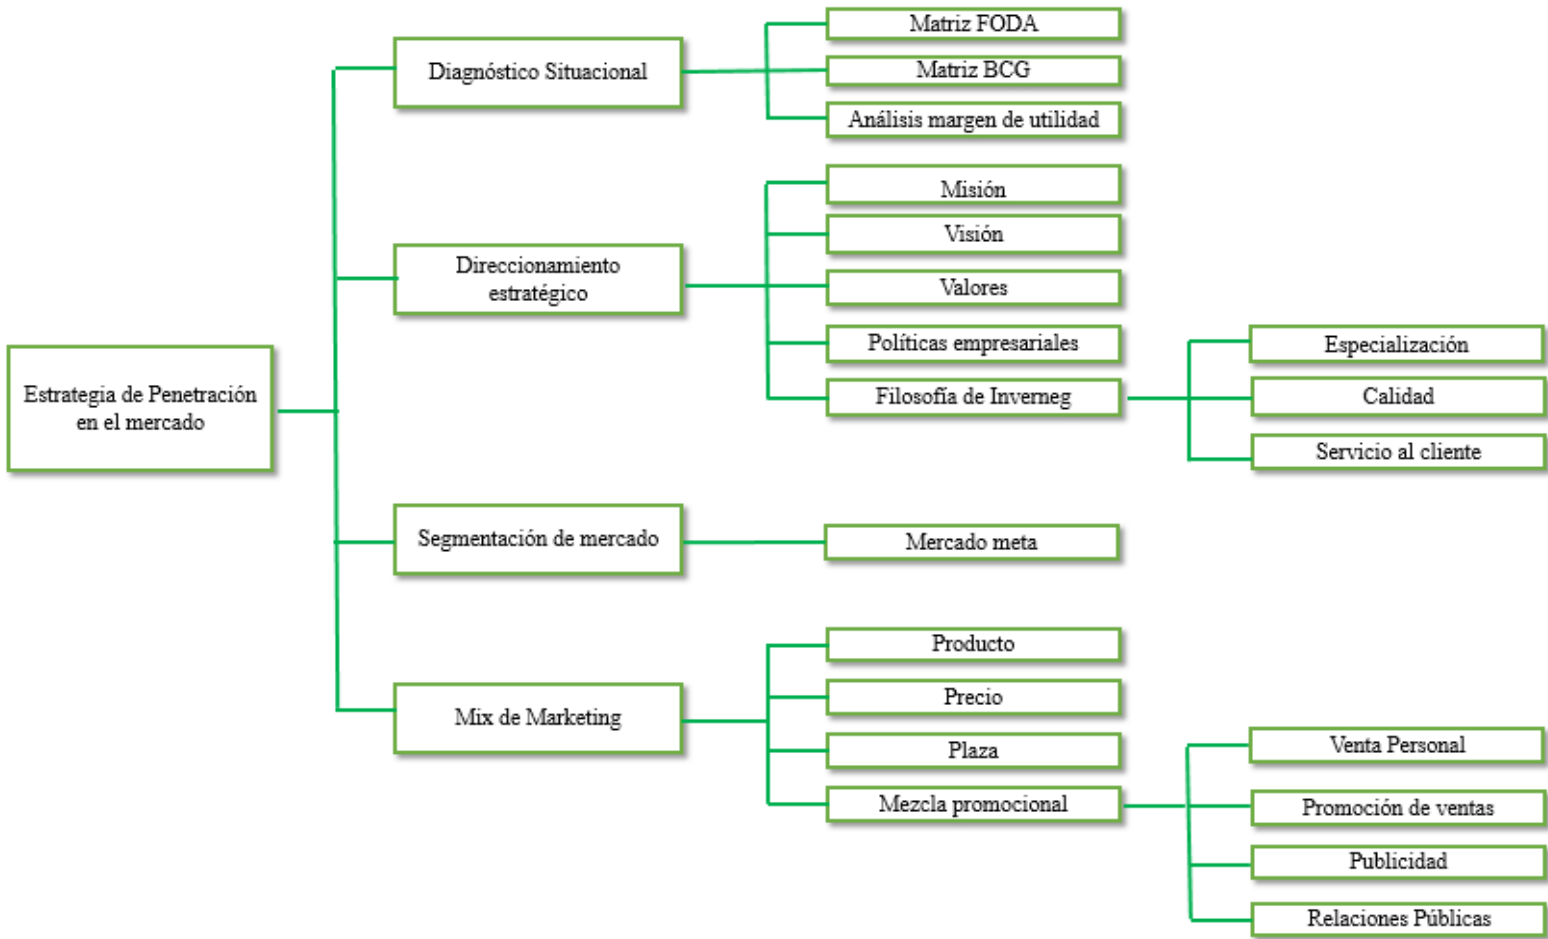 Estrategia de Penetración
en el mercado
Diagnóstico Situacional
Matriz FODA
Matriz BCG
Análisis margen de utilidad
Direccionamiento
estratégico
Misión
Visión
Valores
Políticas empresariales
Filosofía de Inverneg
Especialización
Calidad
Servicio al cliente
Segmentación de mercado
Mercado meta
Mix de Marketing
Producto
Precio
Plaza
Mezcla promocional
Venta Personal
Promoción de ventas
Publicidad
Relaciones Públicas